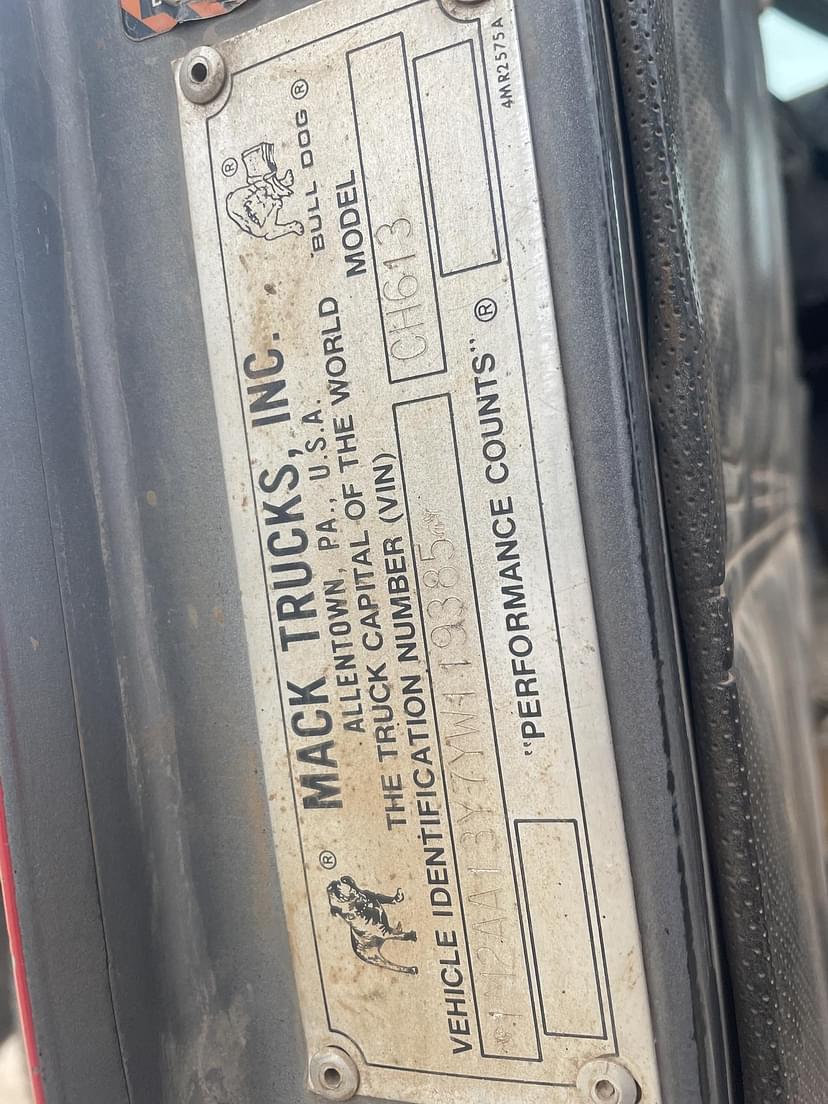 MACK TRUCKS, INC.
ALLENTOWN, PA., U.S.A.
THE TRUCK CAPITAL OF THE WORLD
®
®
BULL DOG ®
VEHICLE IDENTIFICATION NUMBER (VIN)
MODEL
1M2AA13Y7YW119385
CH613
"PERFORMANCE COUNTS" ®
4MR2575A